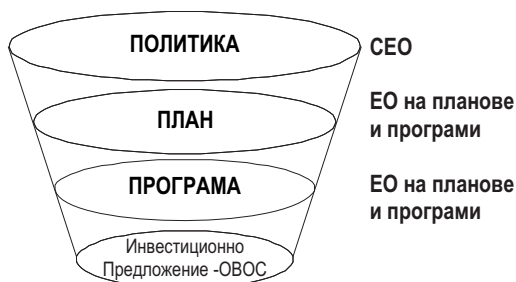 ПОЛИТИКА
СЕО
ПЛАН
ЕО на планове
и програми
ПРОГРАМА
ЕО на планове
и програми
Инвестиционно
Предложение -ОВОС